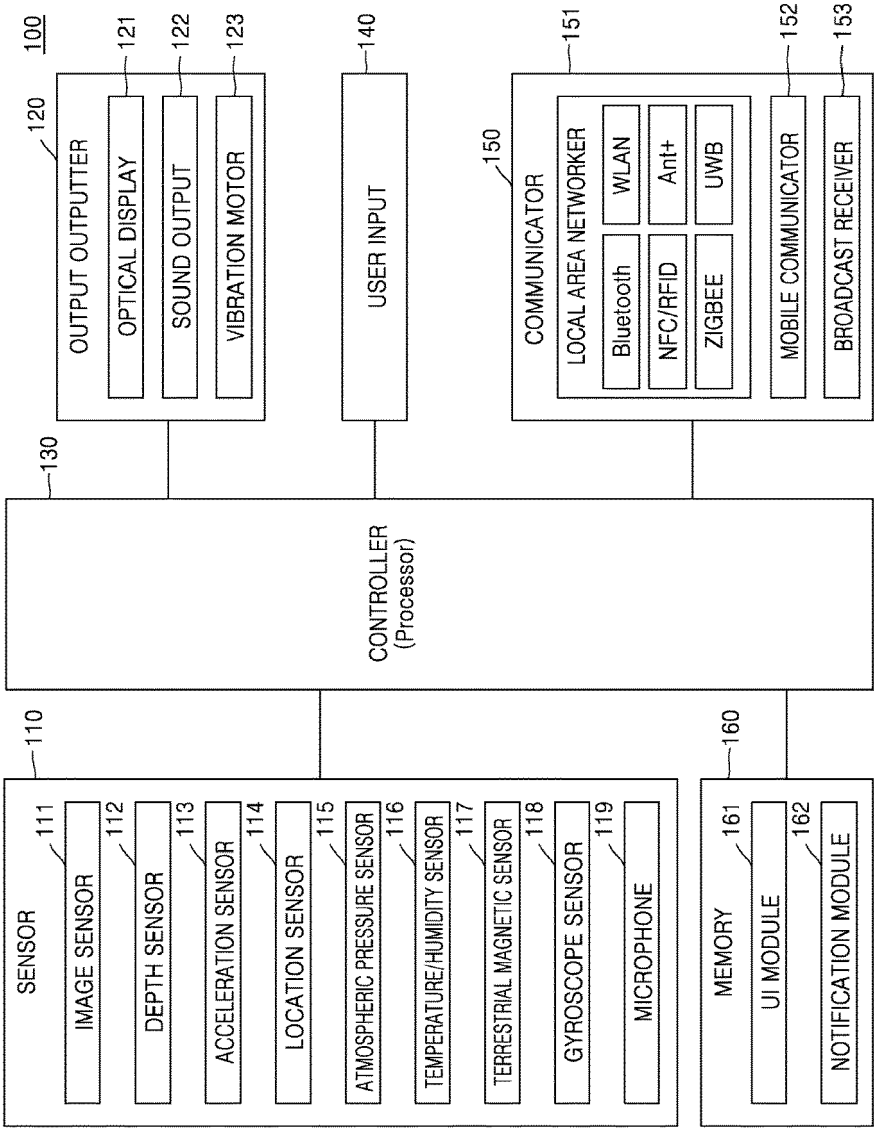 100
110
SENSOR
111
IMAGE SENSOR
112
DEPTH SENSOR
113
ACCELERATION SENSOR
114
LOCATION SENSOR
115
ATMOSPHERIC PRESSURE SENSOR
116
TEMPERATURE/HUMIDITY SENSOR
117
TERRESTRIAL MAGNETIC SENSOR
118
GYROSCOPE SENSOR
119
MICROPHONE
160
MEMORY
161
UI MODULE
162
NOTIFICATION MODULE
130
CONTROLLER
(Processor)
120
OUTPUT OUTPUTTER
121
OPTICAL DISPLAY
122
SOUND OUTPUT
123
VIBRATION MOTOR
140
USER INPUT
150
COMMUNICATOR
151
LOCAL AREA NETWORKER
Bluetooth
WLAN
NFC/RFID
Ant+
ZIGBEE
UWB
152
MOBILE COMMUNICATOR
153
BROADCAST RECEIVER